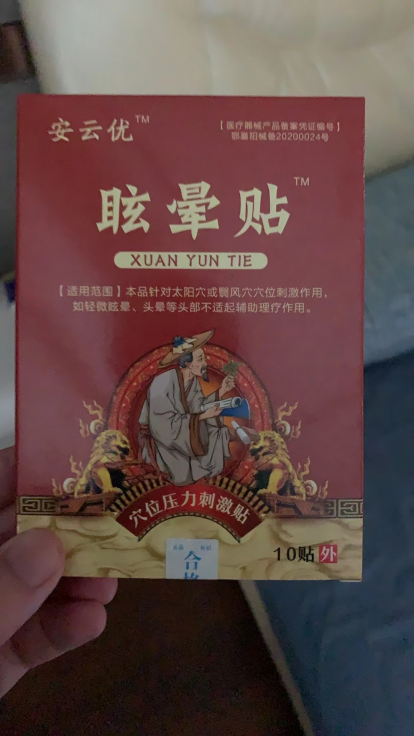 安云优™
【医疗器械产品备案凭证编号】
鄂襄阳械备20200024号
眩晕贴™
XUAN YUN TIE
【适用范围】本品针对太阳穴或翳风穴穴位刺激作用，
如轻微眩晕、头晕等头部不适起辅助理疗作用。
穴位压力刺激贴
合格
10贴 外